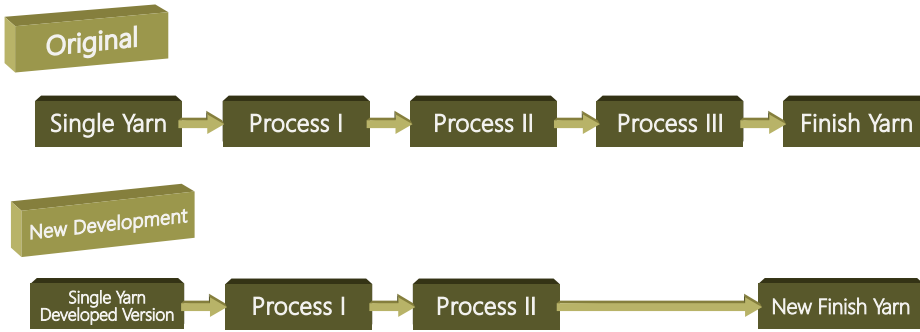 Original
Single Yarn
Process I
Process II
Process III
Finish Yarn
New Development
Single Yarn
Developed Version
Process I
Process II
New Finish Yarn